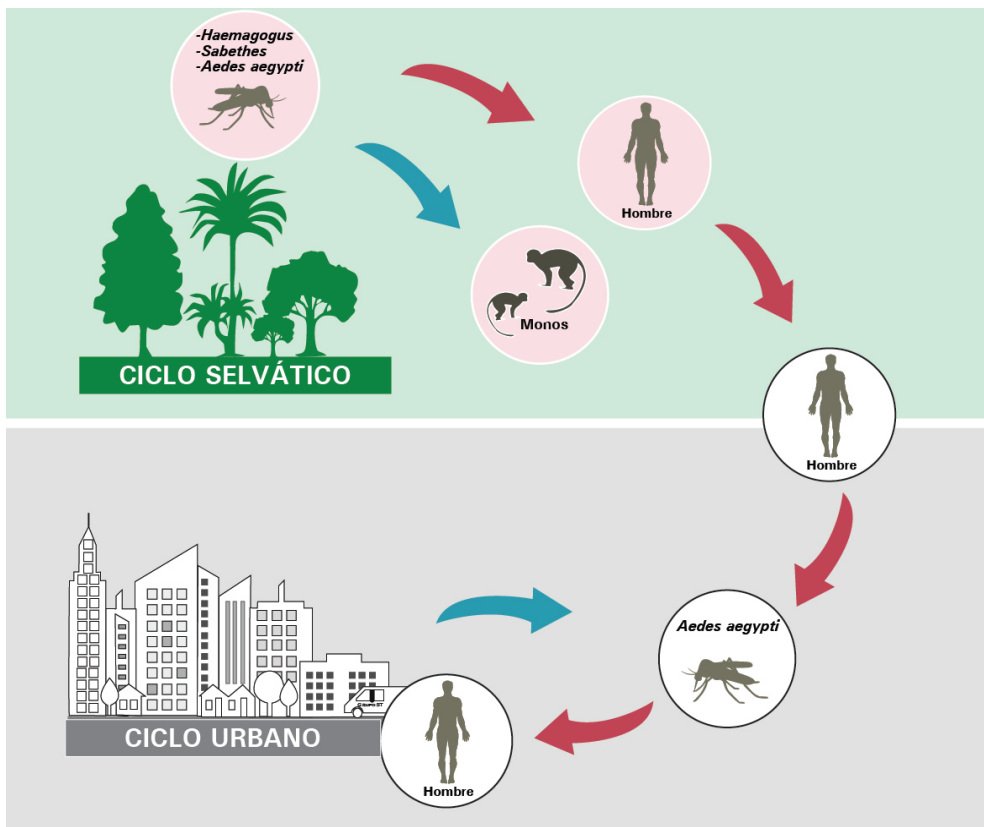 -Haemagogus
-Sabethes
-Aedes aegypti
Hombre
Monos
CICLO SELVÁTICO
Hombre
Aedes aegypti
CICLO URBANO
Hombre